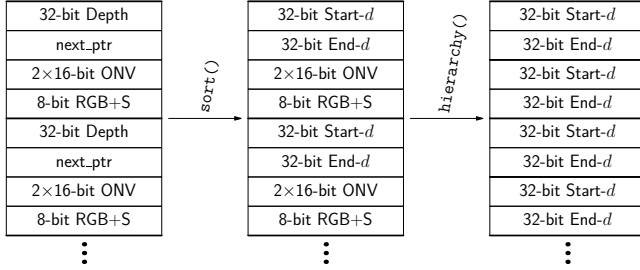 32-bit Depth
next_ptr
2×16-bit ONV
8-bit RGB+S
32-bit Depth
next_ptr
2×16-bit ONV
8-bit RGB+S
sort()
32-bit Start-d
32-bit End-d
2×16-bit ONV
8-bit RGB+S
32-bit Start-d
32-bit End-d
2×16-bit ONV
8-bit RGB+S
hierarchy()
32-bit Start-d
32-bit End-d
32-bit Start-d
32-bit End-d
32-bit Start-d
32-bit End-d
32-bit Start-d
32-bit End-d